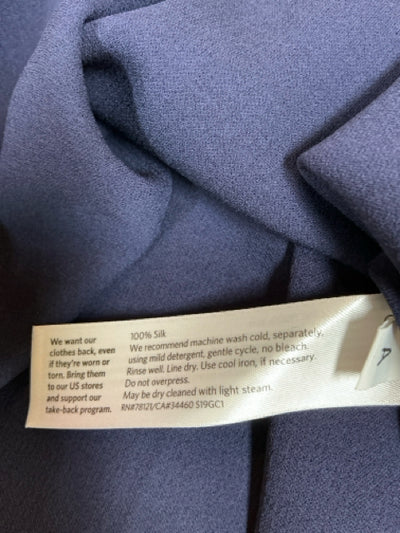 We want our
clothes back, even
if they're worn or
torn. Bring them
to our US stores
and support our
take-back program.
100% Silk
We recommend machine wash cold, separately,
using mild detergent, gentle cycle, no bleach.
Rinse well. Line dry. Use cool iron, if necessary.
Do not overpress.
May be dry cleaned with light steam.
RN#78121/CA#34460 S19GC1